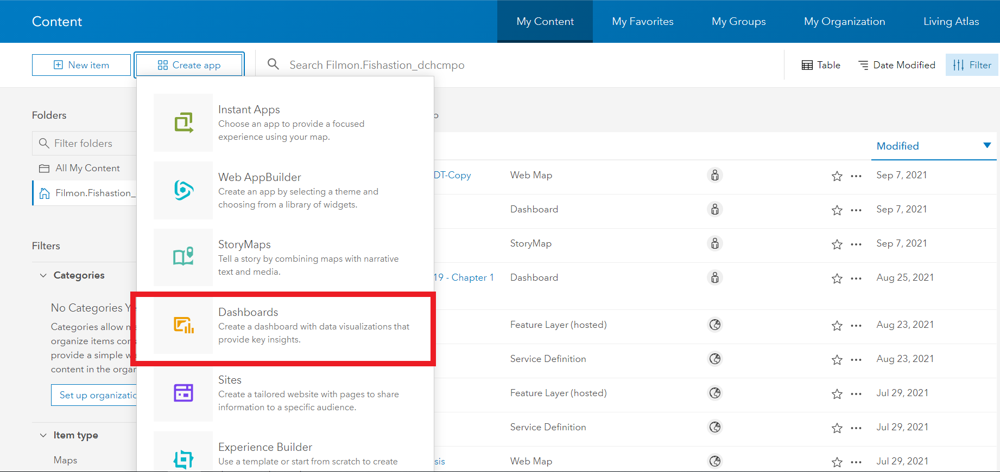 Content
My Content
My Favorites
My Groups
My Organization
Living Atlas
New item
Create app
Search Filmon.Fishastion_dchcmpo
Table
Date Modified
Filter
Folders
Filter folders
All My Content
Filmon.Fishastion_
Filters
Categories
No Categories Ye
Categories allow
organize items
provide a simple
content in the
Set up
Item type
Maps
Instant Apps
Choose an app to provide a focused
experience using your map.
Web AppBuilder
Create an app by selecting a theme and
choosing from a library of widgets.
StoryMaps
Tell a story by combining maps with narrative
text and media.
Dashboards
Create a dashboard with data visualizations that
provide key insights.
Sites
Create a tailored website with pages to share
information to a specific audience.
Experience Builder
Use a template or start from scratch to create
o
Modified
DT-Copy
Web Map
Sep 7, 2021
Dashboard
Sep 7, 2021
StoryMap
Sep 7, 2021
19 - Chapter 1
Dashboard
Aug 25, 2021
Feature Layer (hosted)
Aug 23, 2021
Service Definition
Aug 23, 2021
Feature Layer (hosted)
Jul 29, 2021
Service Definition
Jul 29, 2021
sis
Web Map
Jul 29, 2021